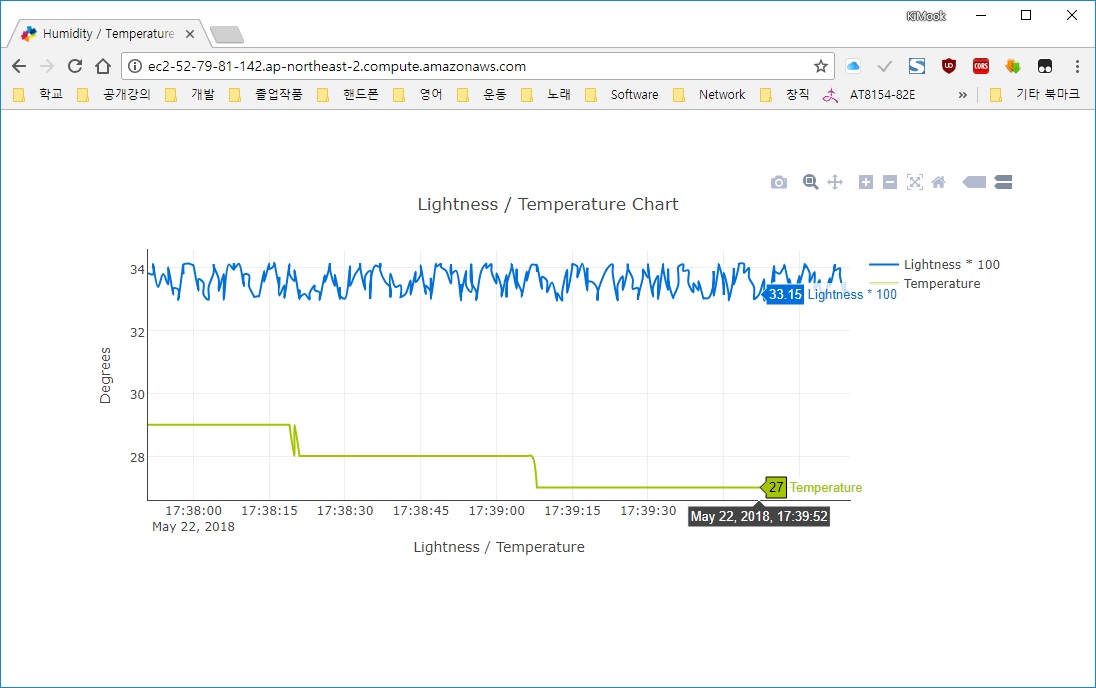 KiMook
Humidity / Temperature
ec2-52-79-81-142.ap-northeast-2.compute.amazonaws.com
학교 공개강의 개발 졸업작품 핸드폰 영어 운동 노래 Software Network 창직 AT8154-82E » 기타 북마크
Lightness / Temperature Chart
34
32
30
28
Degrees
Lightness * 100
Temperature
33.15 Lightness * 100
27 Temperature
17:38:00 17:38:15 17:38:30 17:38:45 17:39:00 17:39:15 17:39:30
May 22, 2018
May 22, 2018, 17:39:52
Lightness / Temperature